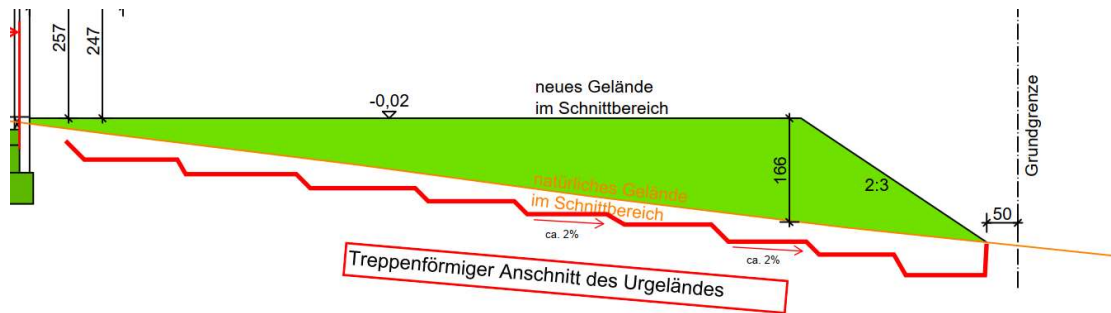 257
247
-0,02
neues Gelände
im Schnittbereich
Grundgrenze
166
2:3
natürliches Gelände
im Schnittbereich
50
ca. 2%
ca. 2%
Treppenförmiger Anschnitt des Urgeländes